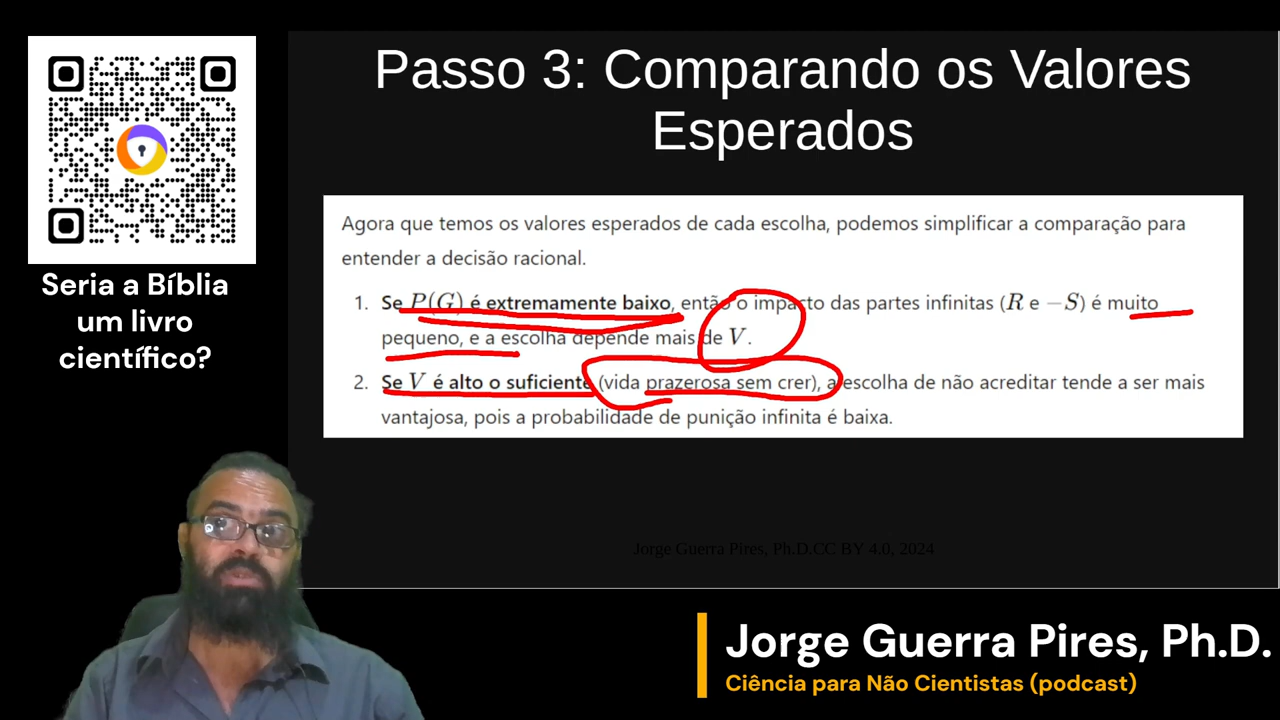 Passo 3: Comparando os Valores
Esperados
Seria a Bíblia
um livro
científico?
Agora que temos os valores esperados de cada escolha, podemos simplificar a comparação para
entender a decisão racional.
1. Se P(G) é extremamente baixo, então o impacto das partes infinitas (R e −S) é muito
pequeno, e a escolha depende mais de V.
2. Se V é alto o suficiente (vida prazerosa sem crer), a escolha de não acreditar tende a ser mais
vantajosa, pois a probabilidade de punição infinita é baixa.
Jorge Guerra Pires, Ph.D.CC BY 4.0, 2024
Jorge Guerra Pires, Ph.D.
Ciência para Não Cientistas (podcast)